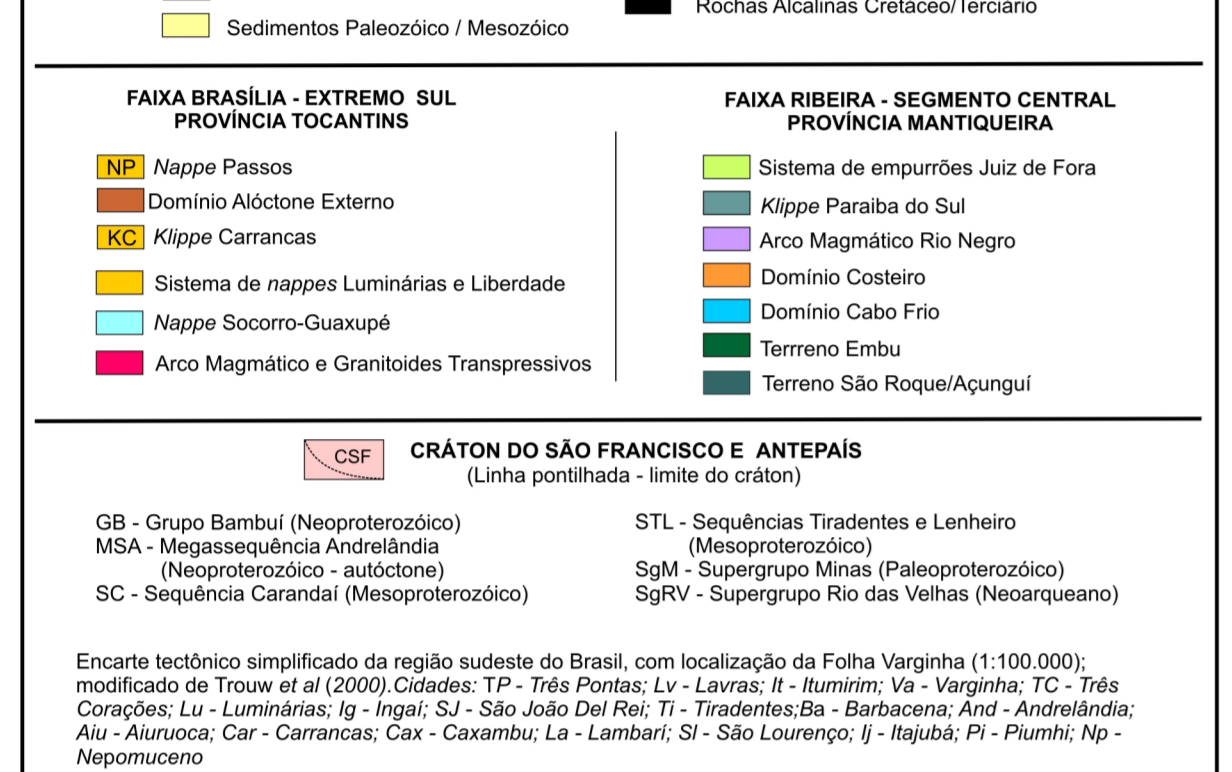 Rochas Alcalinas Cretáceo/Terciário
Sedimentos Paleozóico / Mesozóico
FAIXA BRASÍLIA - EXTREMO SUL
PROVÍNCIA TOCANTINS
NP Nappe Passos
Domínio Alóctone Externo
KC Klippe Carrancas
Sistema de nappes Luminárias e Liberdade
Nappe Socorro-Guaxupé
Arco Magmático e Granitoides Transpressivos
FAIXA RIBEIRA - SEGMENTO CENTRAL
PROVÍNCIA MANTIQUEIRA
Sistema de empurrões Juiz de Fora
Klippe Paraiba do Sul
Arco Magmático Rio Negro
Domínio Costeiro
Domínio Cabo Frio
Terrreno Embu
Terreno São Roque/Açunguí
CSF
CRÁTON DO SÃO FRANCISCO E ANTEPAÍS
(Linha pontilhada - limite do cráton)
GB - Grupo Bambuí (Neoproterozóico)
MSA - Megassequência Andrelândia
(Neoproterozóico - autóctone)
SC - Sequência Carandaí (Mesoproterozóico)
STL - Sequências Tiradentes e Lenheiro
(Mesoproterozóico)
SgM - Supergrupo Minas (Paleoproterozóico)
SgRV - Supergrupo Rio das Velhas (Neoarqueano)
Encarte tectônico simplificado da região sudeste do Brasil, com localização da Folha Varginha (1:100.000);
modificado de Trouw et al (2000).Cidades: TP - Três Pontas; Lv - Lavras; It - Itumirim; Va - Varginha; TC - Três
Corações; Lu - Luminárias; Ig - Ingaí; SJ - São João Del Rei; Ti - Tiradentes;Ba - Barbacena; And - Andrelândia;
Aiu - Aiuruoca; Car - Carrancas; Cax - Caxambu; La - Lambarí; Sl - São Lourenço; Ij - Itajubá; Pi - Piumhi; Np -
Nepomuceno